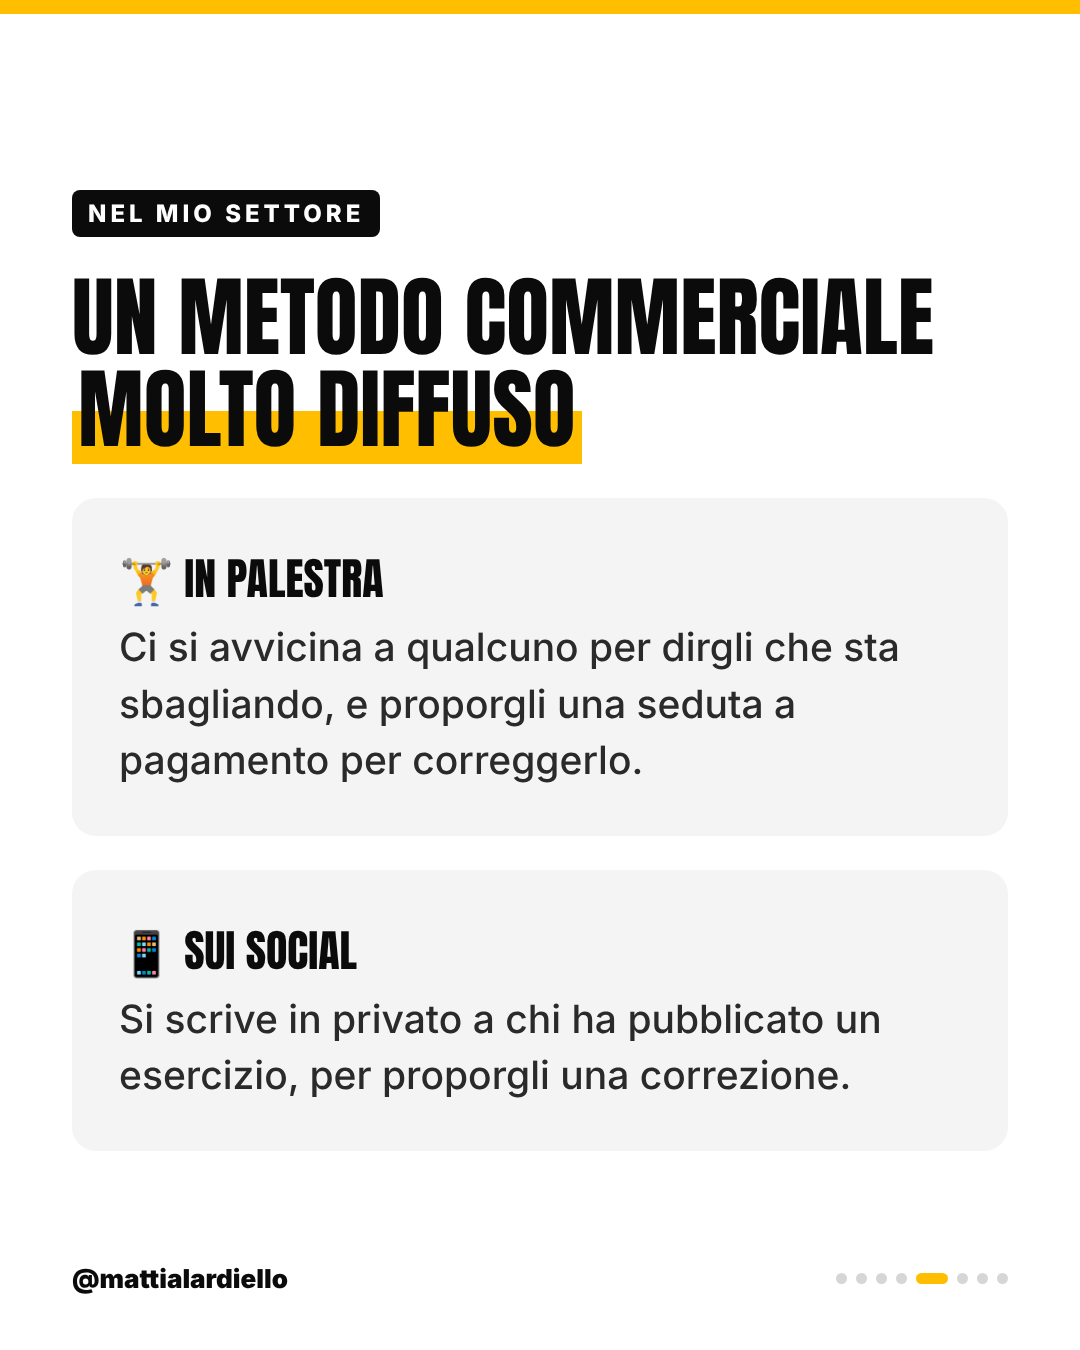 NEL MIO SETTORE
UN METODO COMMERCIALE
MOLTO DIFFUSO
🏋️ IN PALESTRA
Ci si avvicina a qualcuno per dirgli che sta
sbagliando, e proporgli una seduta a
pagamento per correggerlo.
📱 SUI SOCIAL
Si scrive in privato a chi ha pubblicato un
esercizio, per proporgli una correzione.
@mattialardiello